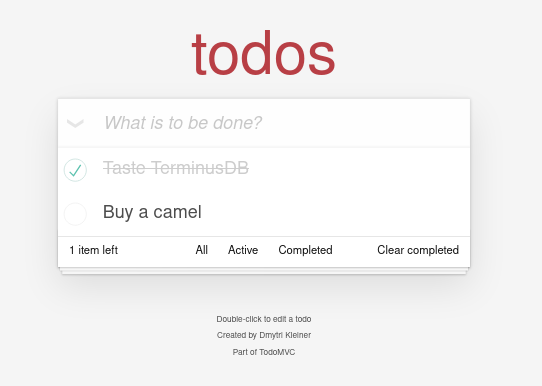 todos
What is to be done?
Taste TerminusDB
Buy a camel
1 item left All Active Completed Clear completed
Double-click to edit a todo
Created by Dmytri Kleiner
Part of TodoMVC